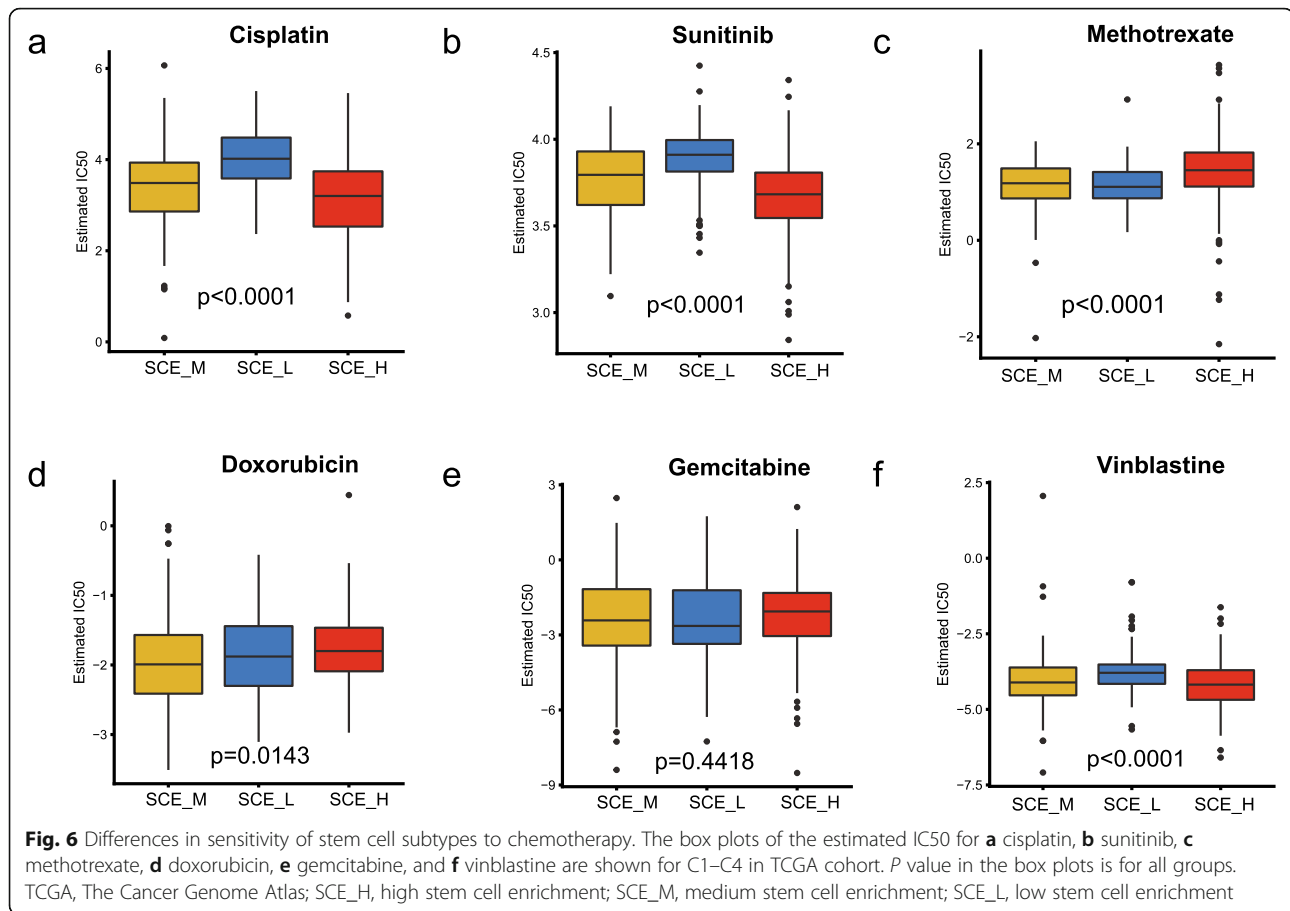 a
Cisplatin
Estimated IC50
6
4
2
0
p<0.0001
SCE_M SCE_L SCE_H
b
Sunitinib
Estimated IC50
4.5
4.0
3.5
3.0
p<0.0001
SCE_M SCE_L SCE_H
c
Methotrexate
Estimated IC50
2
0
−2
p<0.0001
SCE_M SCE_L SCE_H
d
Doxorubicin
Estimated IC50
0
−1
−2
−3
p=0.0143
SCE_M SCE_L SCE_H
e
Gemcitabine
Estimated IC50
3
0
−3
−6
−9
p=0.4418
SCE_M SCE_L SCE_H
f
Vinblastine
Estimated IC50
2.5
0.0
−2.5
−5.0
−7.5
p<0.0001
SCE_M SCE_L SCE_H
Fig. 6 Differences in sensitivity of stem cell subtypes to chemotherapy. The box plots of the estimated IC50 for a cisplatin, b sunitinib, c
methotrexate, d doxorubicin, e gemcitabine, and f vinblastine are shown for C1–C4 in TCGA cohort. P value in the box plots is for all groups.
TCGA, The Cancer Genome Atlas; SCE_H, high stem cell enrichment; SCE_M, medium stem cell enrichment; SCE_L, low stem cell enrichment